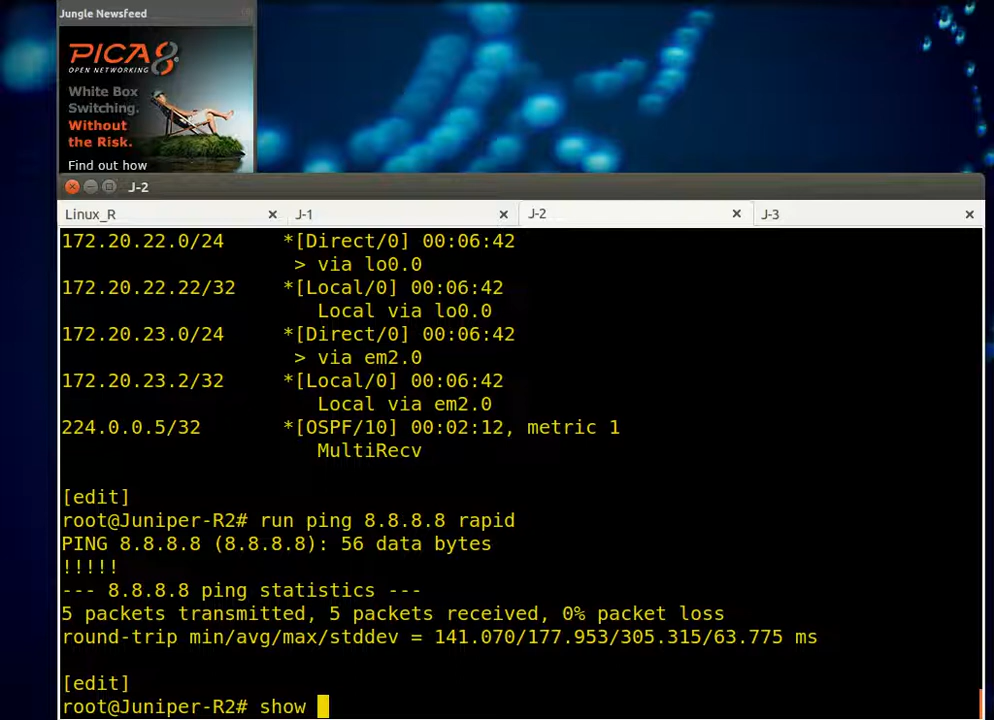 Jungle Newsfeed
PICA8
OPEN NETWORKING
White Box
Switching.
Without
the Risk.
Find out how
J-2
Linux_R
J-1
J-2
J-3
172.20.22.0/24     *[Direct/0] 00:06:42
> via lo0.0
172.20.22.22/32    *[Local/0] 00:06:42
Local via lo0.0
172.20.23.0/24     *[Direct/0] 00:06:42
> via em2.0
172.20.23.2/32     *[Local/0] 00:06:42
Local via em2.0
224.0.0.5/32       *[OSPF/10] 00:02:12, metric 1
MultiRecv
[edit]
root@Juniper-R2# run ping 8.8.8.8 rapid
PING 8.8.8.8 (8.8.8.8): 56 data bytes
!!!!!
--- 8.8.8.8 ping statistics ---
5 packets transmitted, 5 packets received, 0% packet loss
round-trip min/avg/max/stddev = 141.070/177.953/305.315/63.775 ms
[edit]
root@Juniper-R2# show